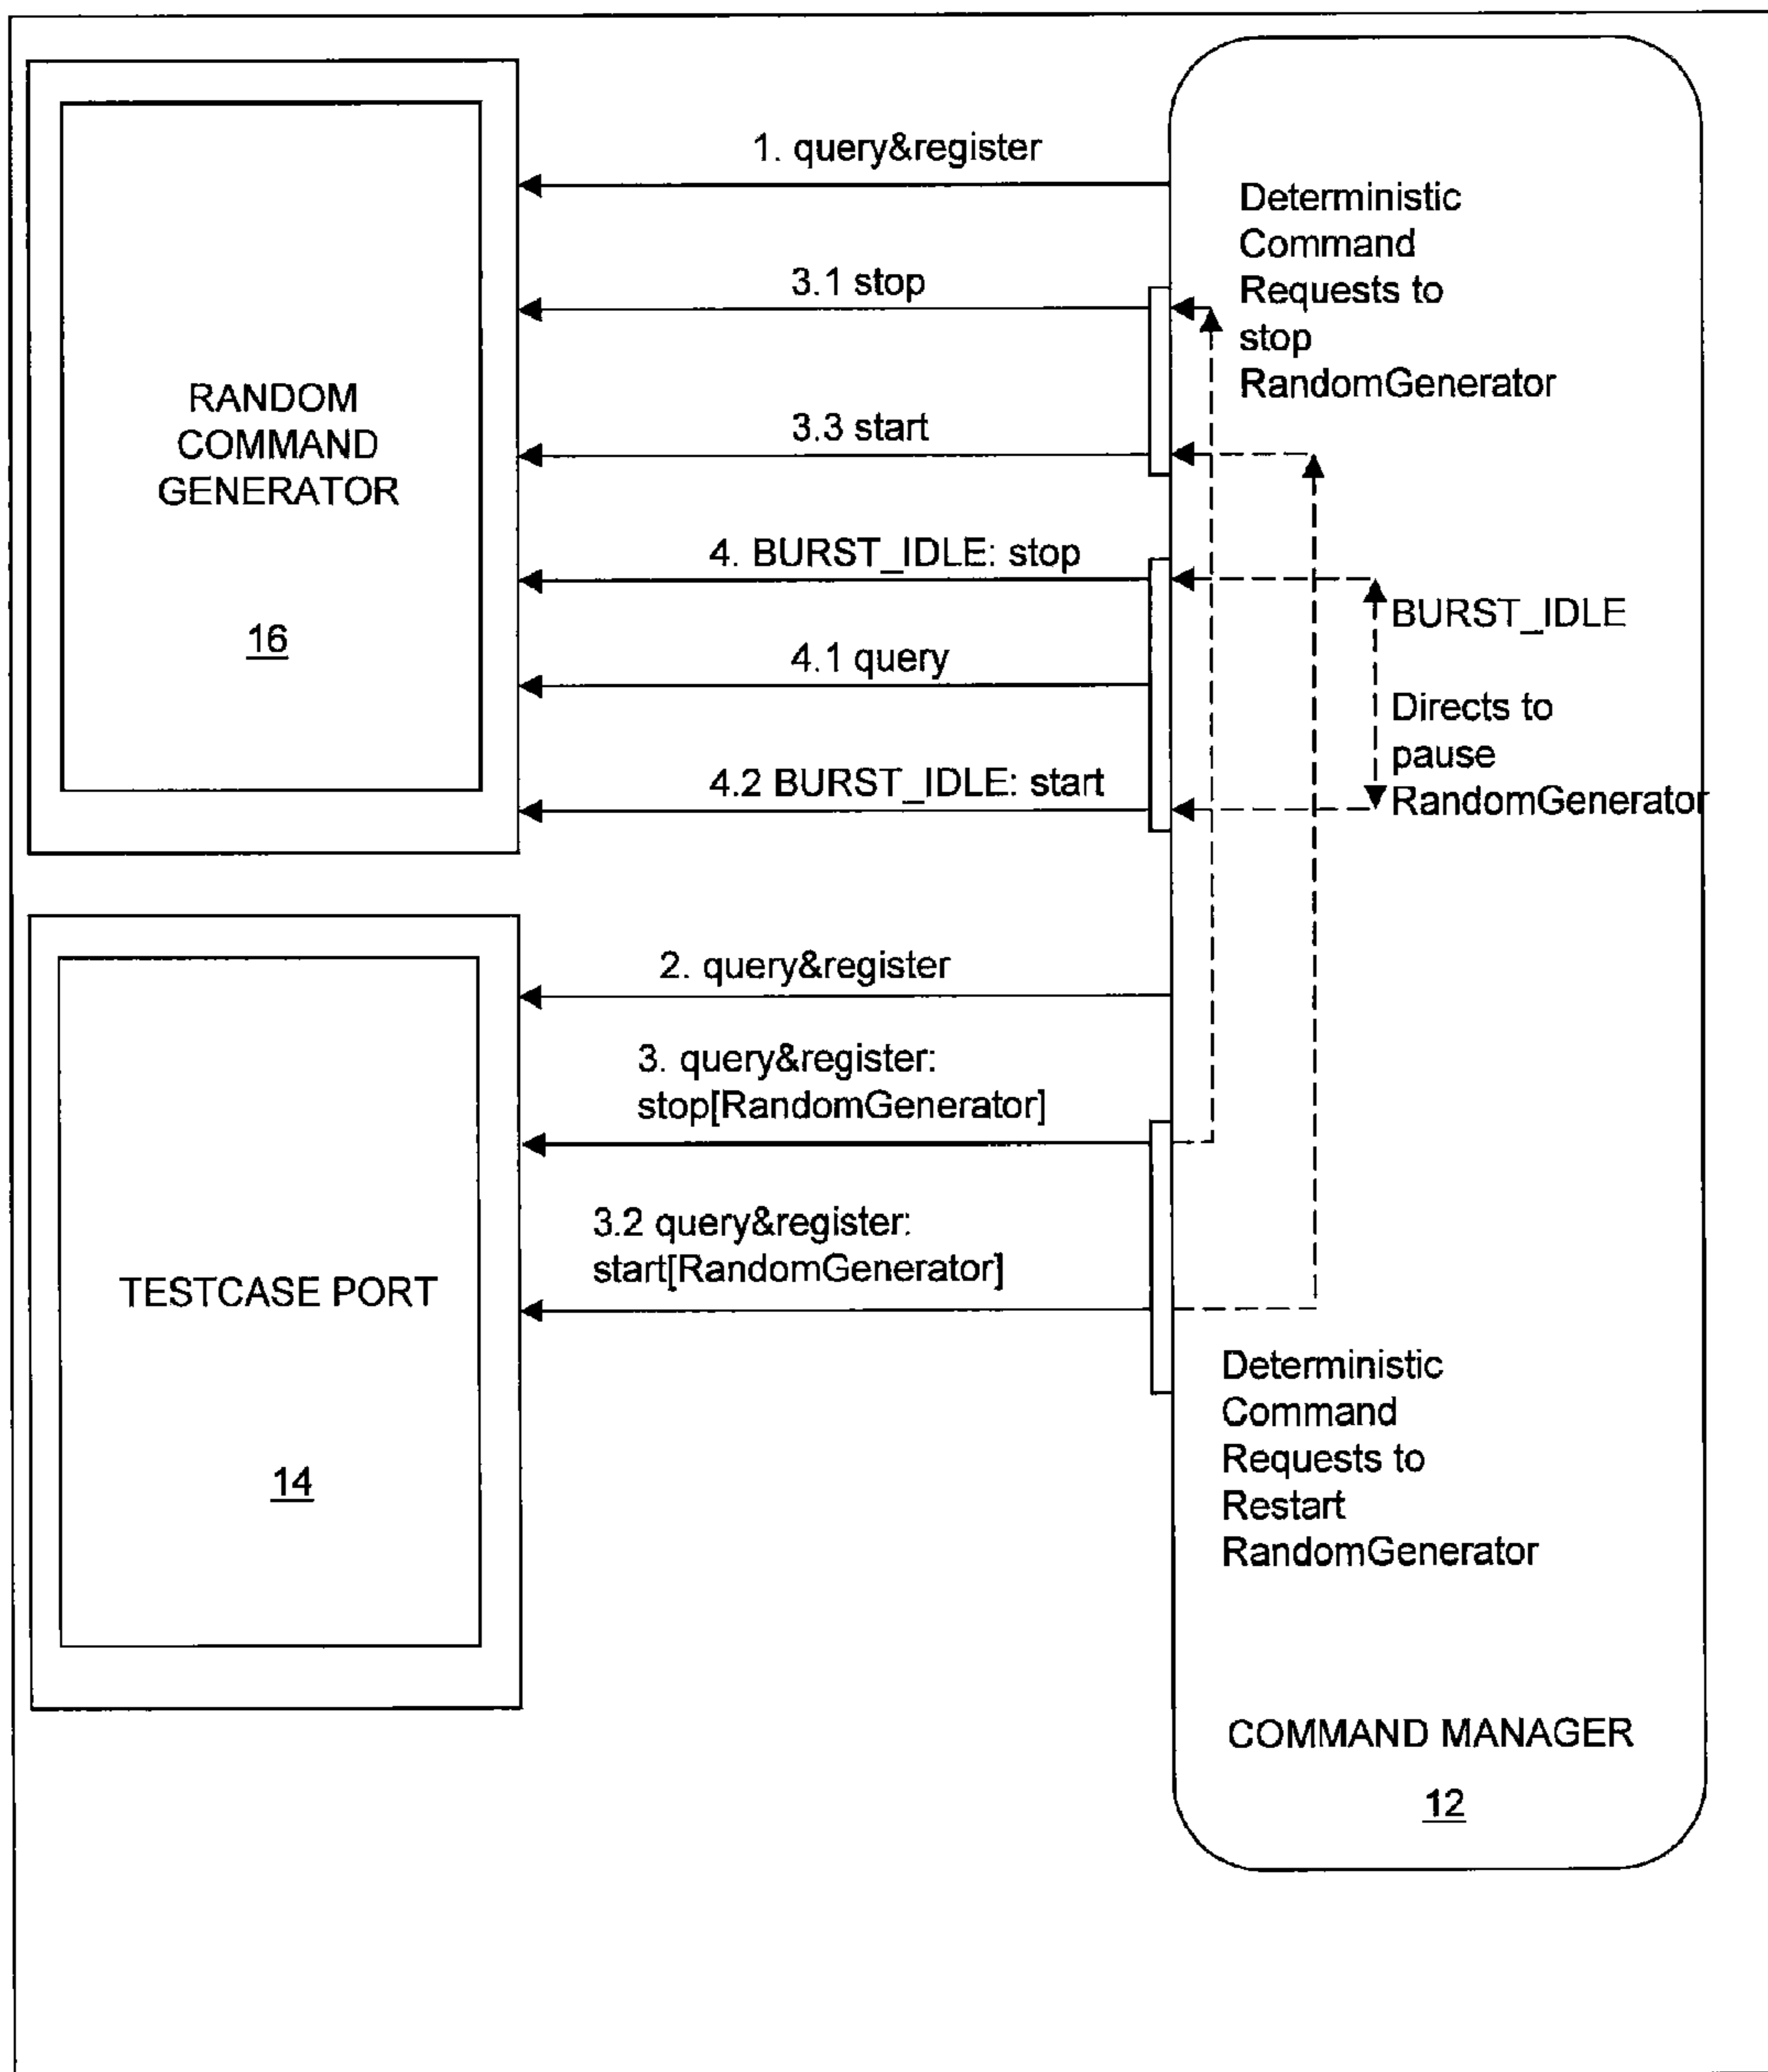 1. query&register
3.1 stop
3.3 start
4. BURST_IDLE: stop
4.1 query
4.2 BURST_IDLE: start
RANDOM
COMMAND
GENERATOR
16
Deterministic
Command
Requests to
stop
RandomGenerator
BURST_IDLE
Directs to
pause
RandomGenerator
2. query&register
3. query&register:
stop[RandomGenerator]
3.2 query&register:
start[RandomGenerator]
TESTCASE PORT
14
Deterministic
Command
Requests to
Restart
RandomGenerator
COMMAND MANAGER
12